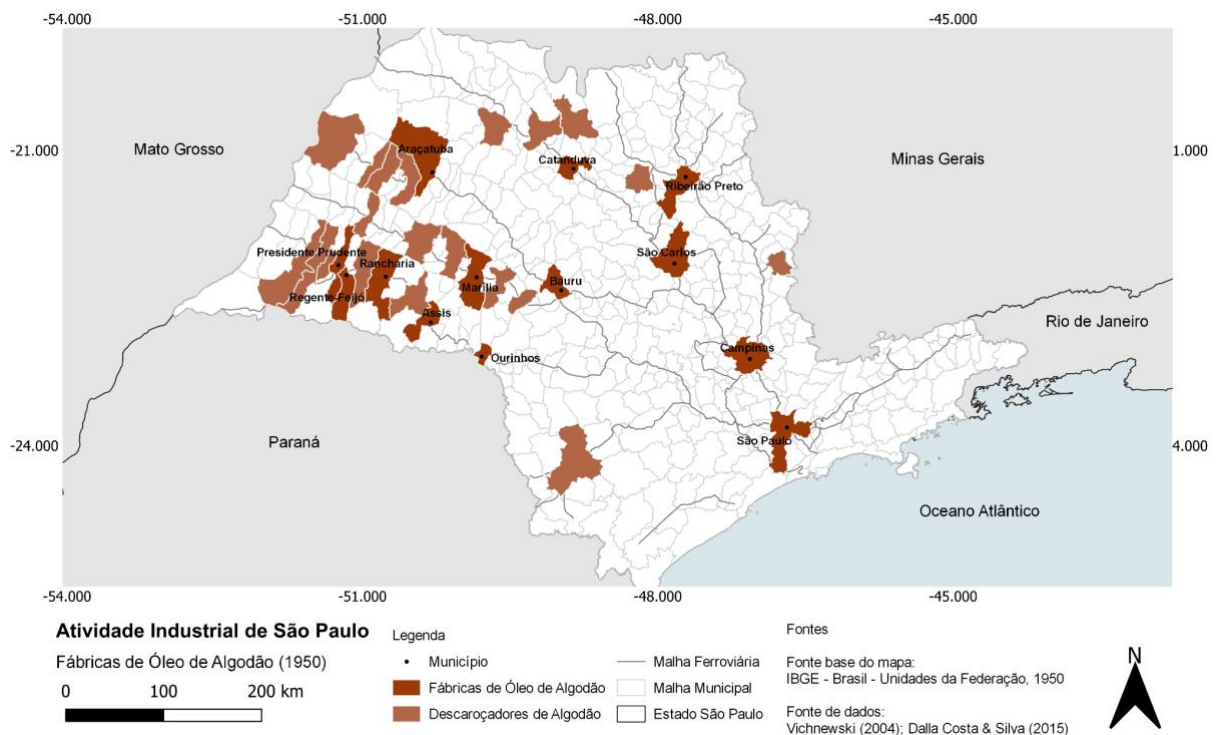 -54.000 -51.000 -48.000 -45.000
Mato Grosso
Minas Gerais
-21.000
1.000
Araçatuba
Catanduva
Ribeirão Preto
São Carlos
Presidente Prudente
Rancharia
Regente-Feijó
Marília
Bauru
Assis
Ourinhos
Campinas
Rio de Janeiro
Paraná
-24.000
4.000
São Paulo
Oceano Atlântico
-54.000 -51.000 -48.000 -45.000
Atividade Industrial de São Paulo
Fábricas de Óleo de Algodão (1950)
0 100 200 km
Legenda
Município
Fábricas de Óleo de Algodão
Descaroçadores de Algodão
Malha Ferroviária
Malha Municipal
Estado São Paulo
Fontes
Fonte base do mapa:
IBGE - Brasil - Unidades da Federação, 1950
Fonte de dados:
Vichnewski (2004); Dalla Costa & Silva (2015)
N